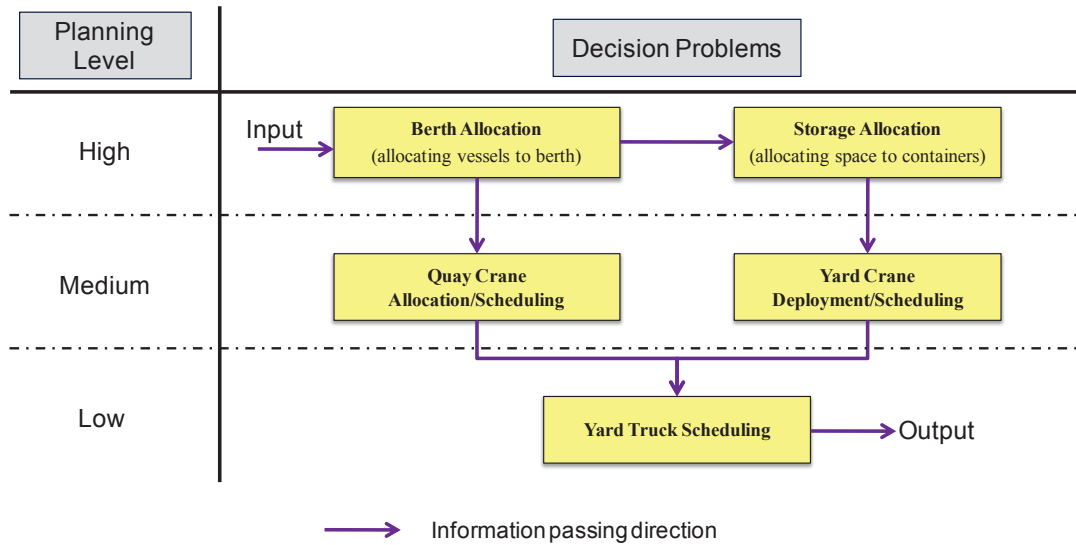 Planning
Level
Decision Problems
High
Input
Berth Allocation
(allocating vessels to berth)
Storage Allocation
(allocating space to containers)
Medium
Quay Crane
Allocation/Scheduling
Yard Crane
Deployment/Scheduling
Low
Yard Truck Scheduling
Output
Information passing direction